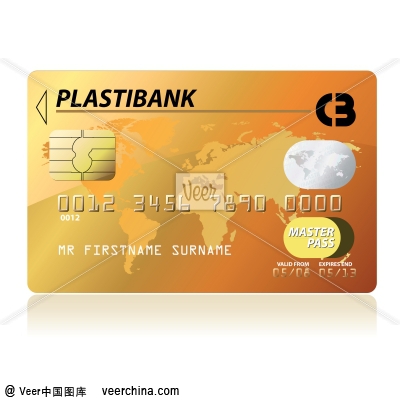 PLASTIBANK
CB
Veer
0012 3456 7890 0000
0012
MASTER
PASS
MR FIRSTNAME SURNAME
VALID FROM EXPIRES END
05/08 05/13
@ Veer中国图库 veerchina.com